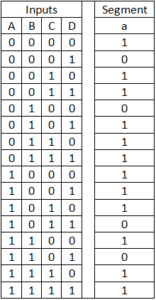 Inputs Segment
A B C D a
0 0 0 0 1
0 0 0 1 0
0 0 1 0 1
0 0 1 1 1
0 1 0 0 0
0 1 0 1 1
0 1 1 0 1
0 1 1 1 1
1 0 0 0 1
1 0 0 1 1
1 0 1 0 1
1 0 1 1 0
1 1 0 0 1
1 1 0 1 0
1 1 1 0 1
1 1 1 1 1